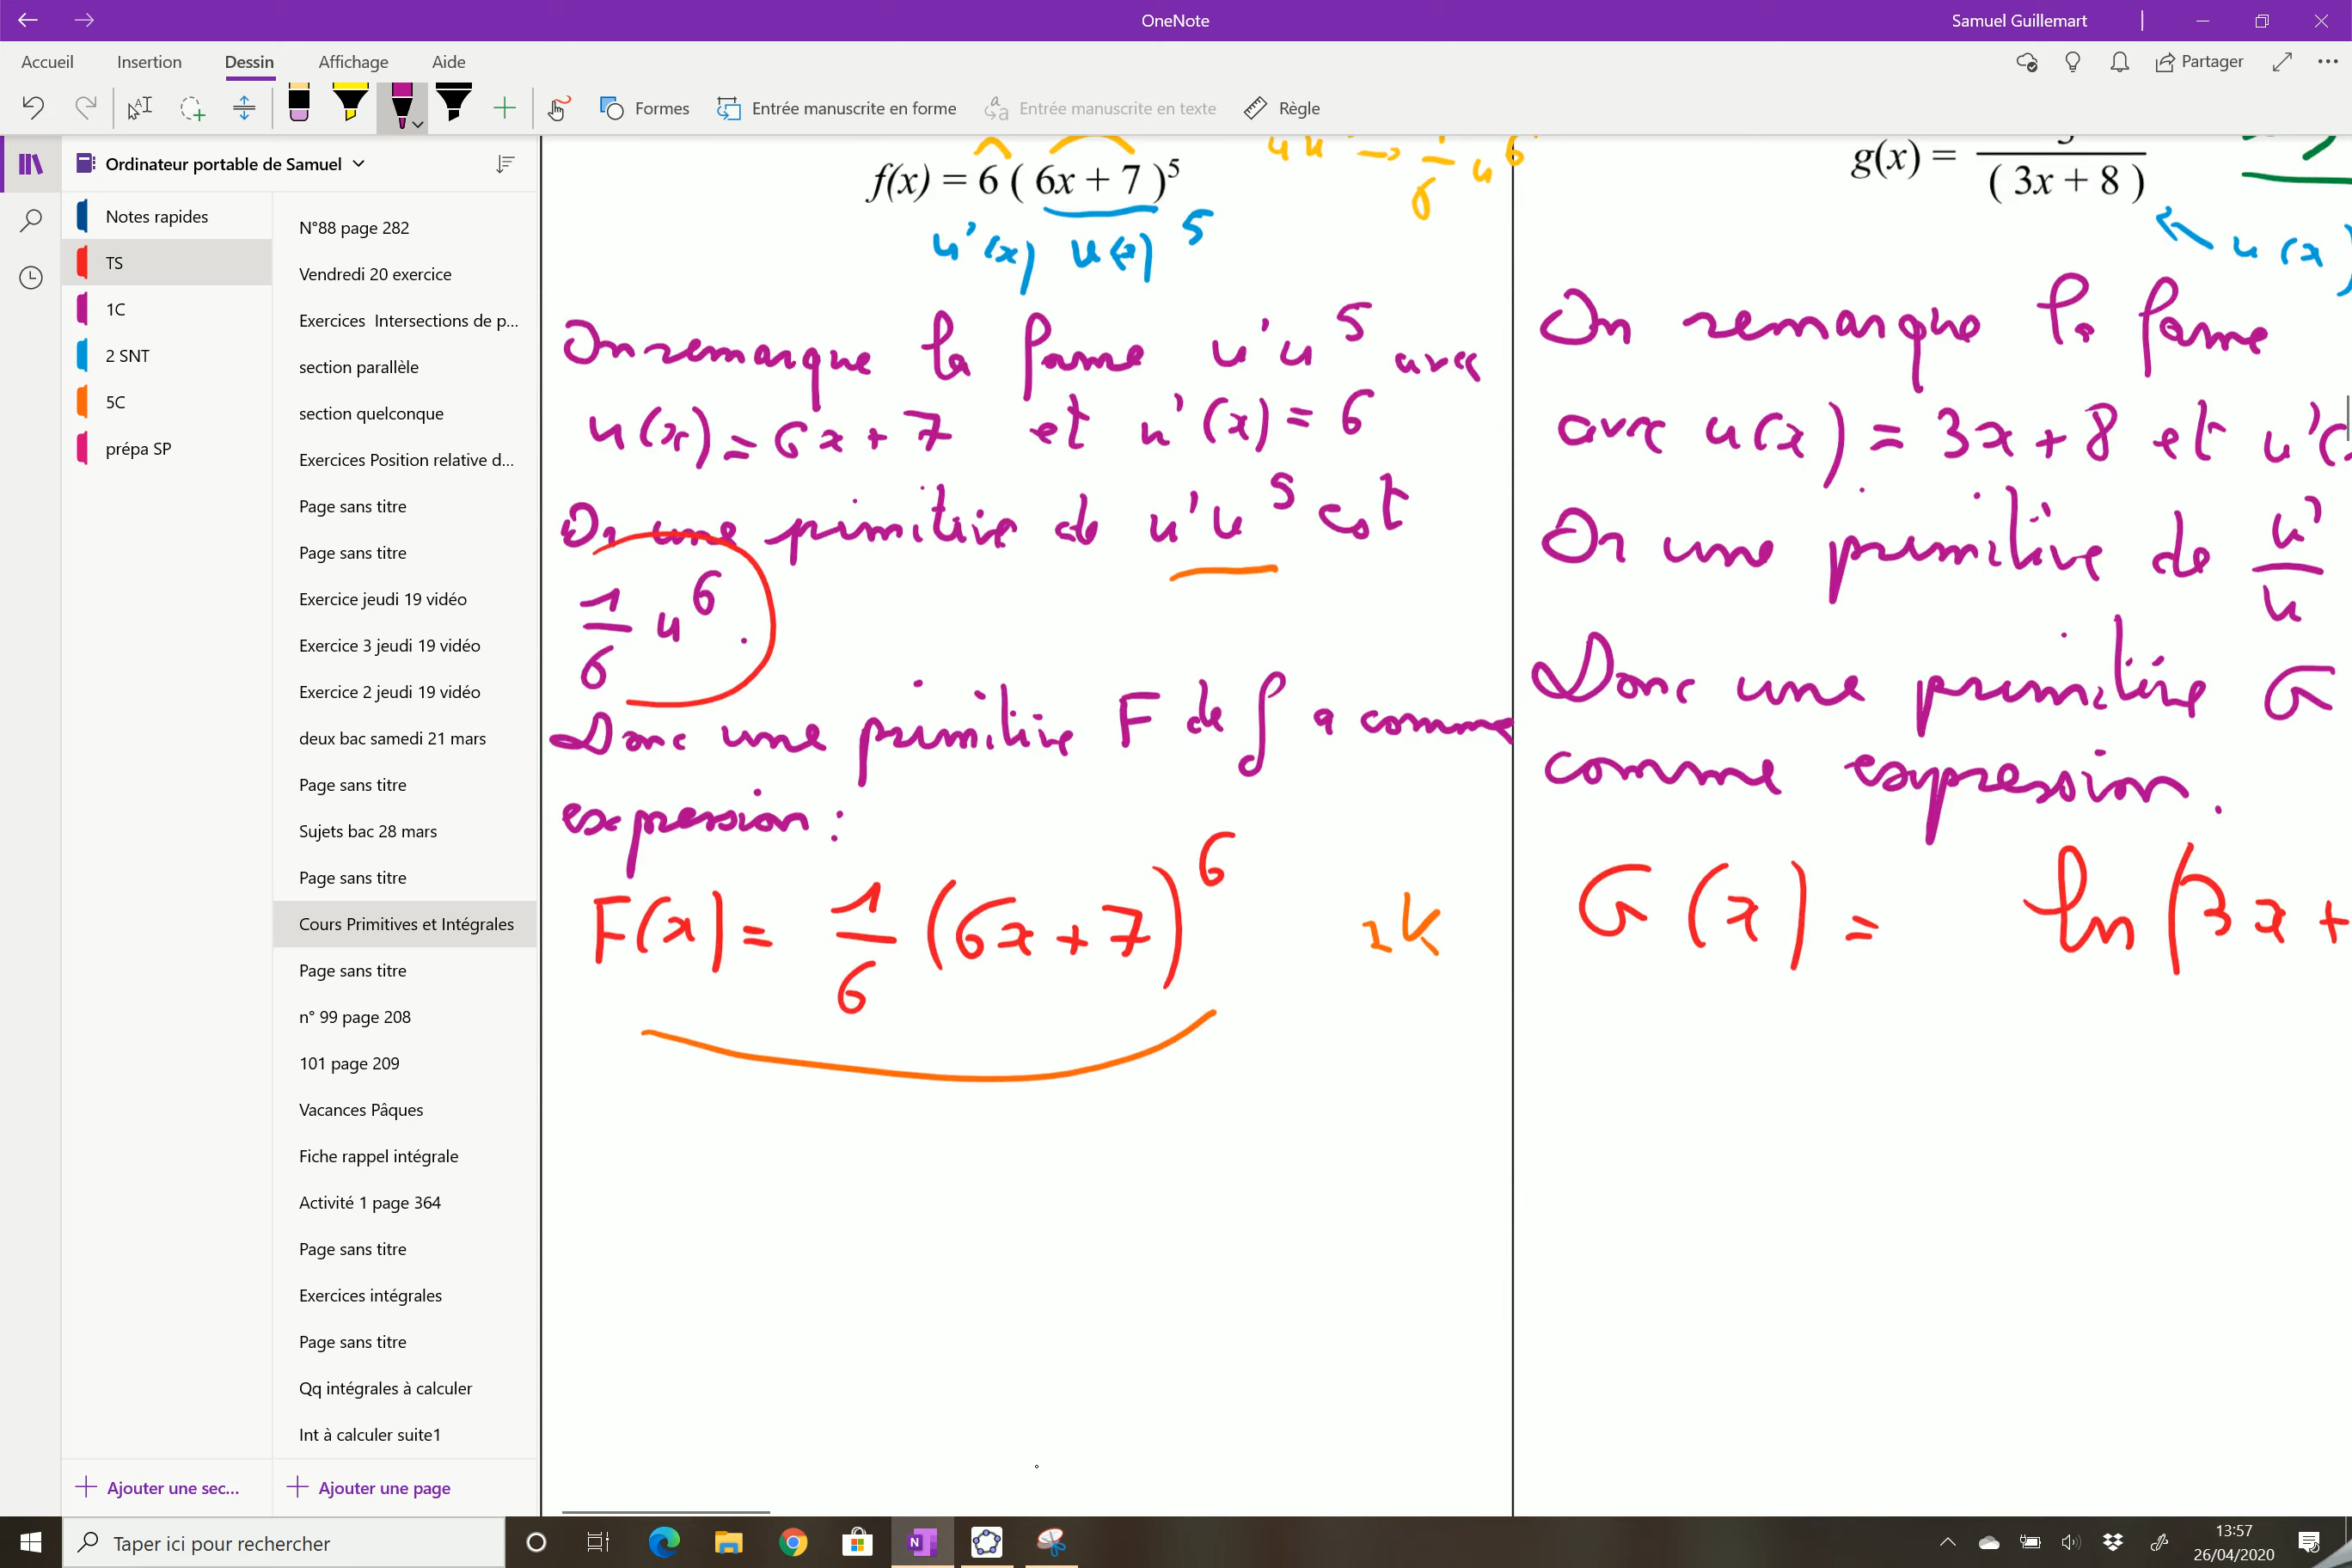 OneNote
Samuel Guillemart
Accueil
Insertion
Dessin
Affichage
Aide
Partager
Formes
Entrée manuscrite en forme
Entrée manuscrite en texte
Règle
Ordinateur portable de Samuel
Notes rapides
TS
1C
2 SNT
5C
prépa SP
Ajouter une sec...
N°88 page 282
Vendredi 20 exercice
Exercices Intersections de p...
section parallèle
section quelconque
Exercices Position relative d...
Page sans titre
Page sans titre
Exercice jeudi 19 vidéo
Exercice 3 jeudi 19 vidéo
Exercice 2 jeudi 19 vidéo
deux bac samedi 21 mars
Page sans titre
Sujets bac 28 mars
Page sans titre
Cours Primitives et Intégrales
Page sans titre
n° 99 page 208
101 page 209
Vacances Pâques
Fiche rappel intégrale
Activité 1 page 364
Page sans titre
Exercices intégrales
Page sans titre
Qq intégrales à calculer
Int à calculer suite1
Ajouter une page
f(x) = 6 ( 6x + 7 )⁵
u'(x) u(x) 5
On remarque la forme u'u⁵ avec
u(x) = 6x + 7 et u'(x) = 6
Or une primitive de u'u⁵ est
1/6 u⁶.
Donc une primitive F de f a comme
expression :
F(x) = 1/6 (6x + 7)⁶
g(x) = ( 3x + 8 )
u(x)
On remarque la forme
avec u(x) = 3x + 8 et u'(
Or une primitive de u'/u
Donc une primitive G
comme expression.
G(x) = ln(3x +
Taper ici pour rechercher
13:57
26/04/2020